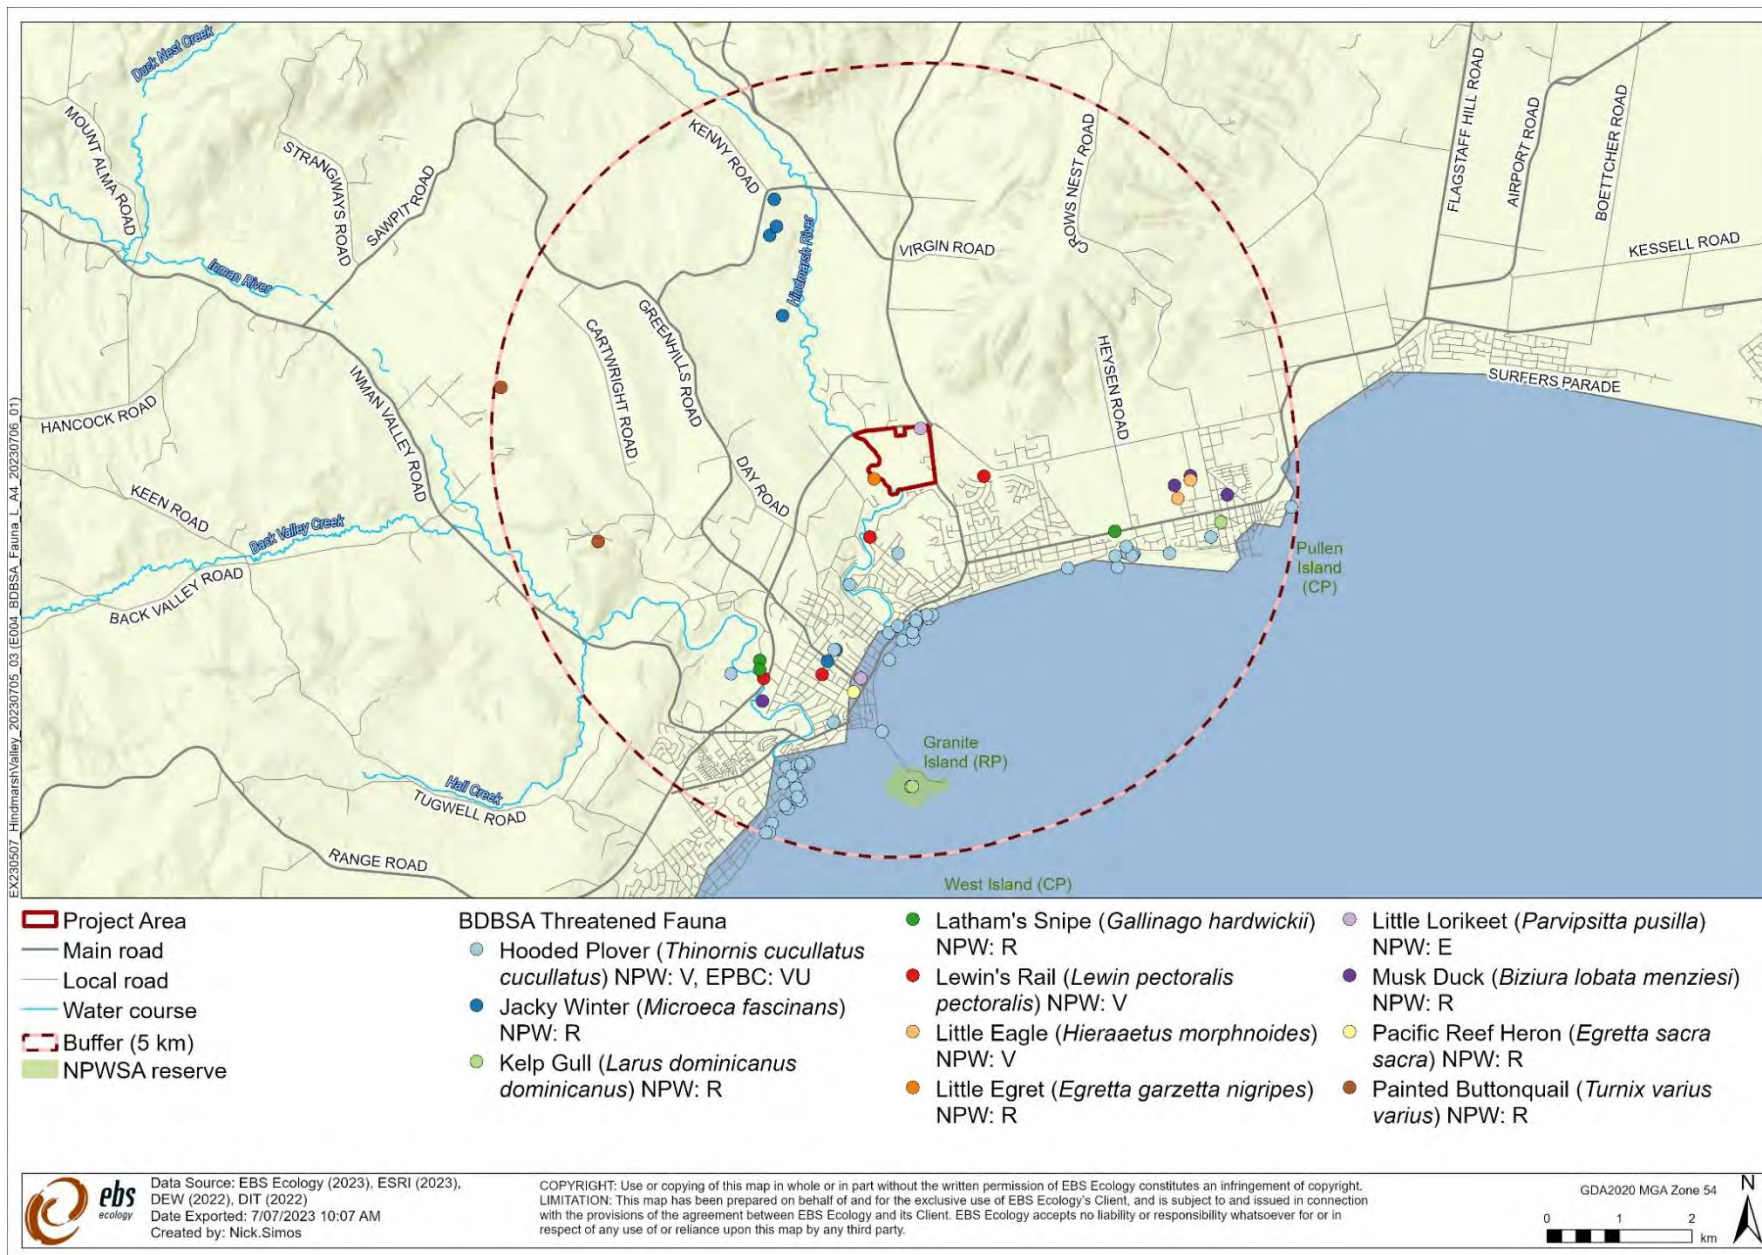 Duck Nest Creek
MOUNT ALMA ROAD
STRANGWAYS ROAD
SAWPIT ROAD
KENNY ROAD
CROWS NEST ROAD
FLAGSTAFF HILL ROAD
AIRPORT ROAD
BOETTCHER ROAD
KESSELL ROAD
VIRGIN ROAD
Hindmarsh River
Inman River
GREENHILLS ROAD
CARTWRIGHT ROAD
INMAN VALLEY ROAD
HEYSEN ROAD
SURFERS PARADE
HANCOCK ROAD
DAY ROAD
KEEN ROAD
Back Valley Creek
BACK VALLEY ROAD
Pullen
Island
(CP)
Granite
Island (RP)
Hall Creek
TUGWELL ROAD
RANGE ROAD
West Island (CP)
EX230507_HindmarshValley_20230705_03 (E004_BDBSA_Fauna_L_A4_20230706_01)
Project Area
Main road
Local road
Water course
Buffer (5 km)
NPWSA reserve
BDBSA Threatened Fauna
Hooded Plover (Thinornis cucullatus
cucullatus) NPW: V, EPBC: VU
Jacky Winter (Microeca fascinans)
NPW: R
Kelp Gull (Larus dominicanus
dominicanus) NPW: R
Latham's Snipe (Gallinago hardwickii)
NPW: R
Lewin's Rail (Lewin pectoralis
pectoralis) NPW: V
Little Eagle (Hieraaetus morphnoides)
NPW: V
Little Egret (Egretta garzetta nigripes)
NPW: R
Little Lorikeet (Parvipsitta pusilla)
NPW: E
Musk Duck (Biziura lobata menziesi)
NPW: R
Pacific Reef Heron (Egretta sacra
sacra) NPW: R
Painted Buttonquail (Turnix varius
varius) NPW: R
ebs
ecology
Data Source: EBS Ecology (2023), ESRI (2023),
DEW (2022), DIT (2022)
Date Exported: 7/07/2023 10:07 AM
Created by: Nick.Simos
COPYRIGHT: Use or copying of this map in whole or in part without the written permission of EBS Ecology constitutes an infringement of copyright.
LIMITATION: This map has been prepared on behalf of and for the exclusive use of EBS Ecology's Client, and is subject to and issued in connection
with the provisions of the agreement between EBS Ecology and its Client. EBS Ecology accepts no liability or responsibility whatsoever for or in
respect of any use of or reliance upon this map by any third party.
GDA2020 MGA Zone 54
N
0 1 2
km